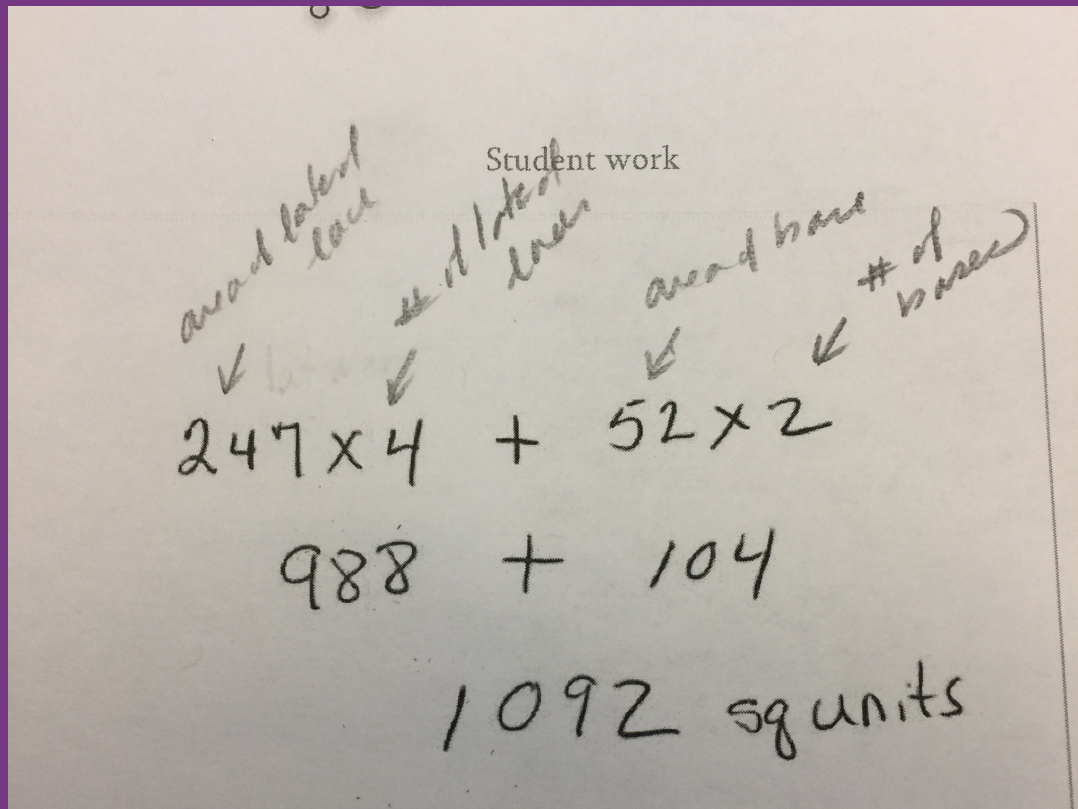 Student work
area of lateral
face
# of lateral
faces
area of base
# of
bases
247 x 4 + 52 x 2
988 + 104
1092 sq units